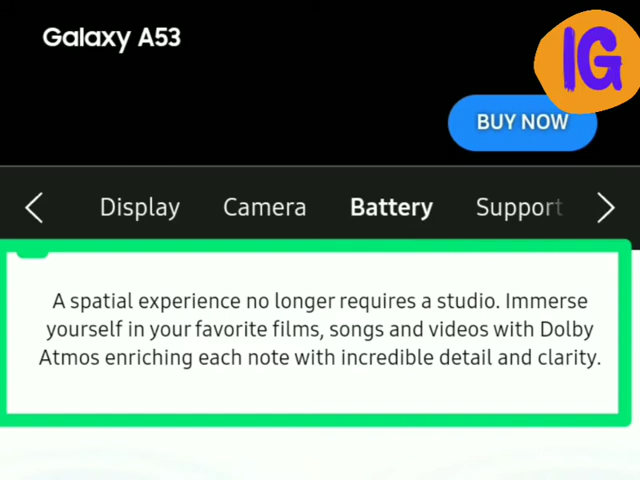 Galaxy A53
IG
BUY NOW
Display Camera Battery Support
A spatial experience no longer requires a studio. Immerse
yourself in your favorite films, songs and videos with Dolby
Atmos enriching each note with incredible detail and clarity.